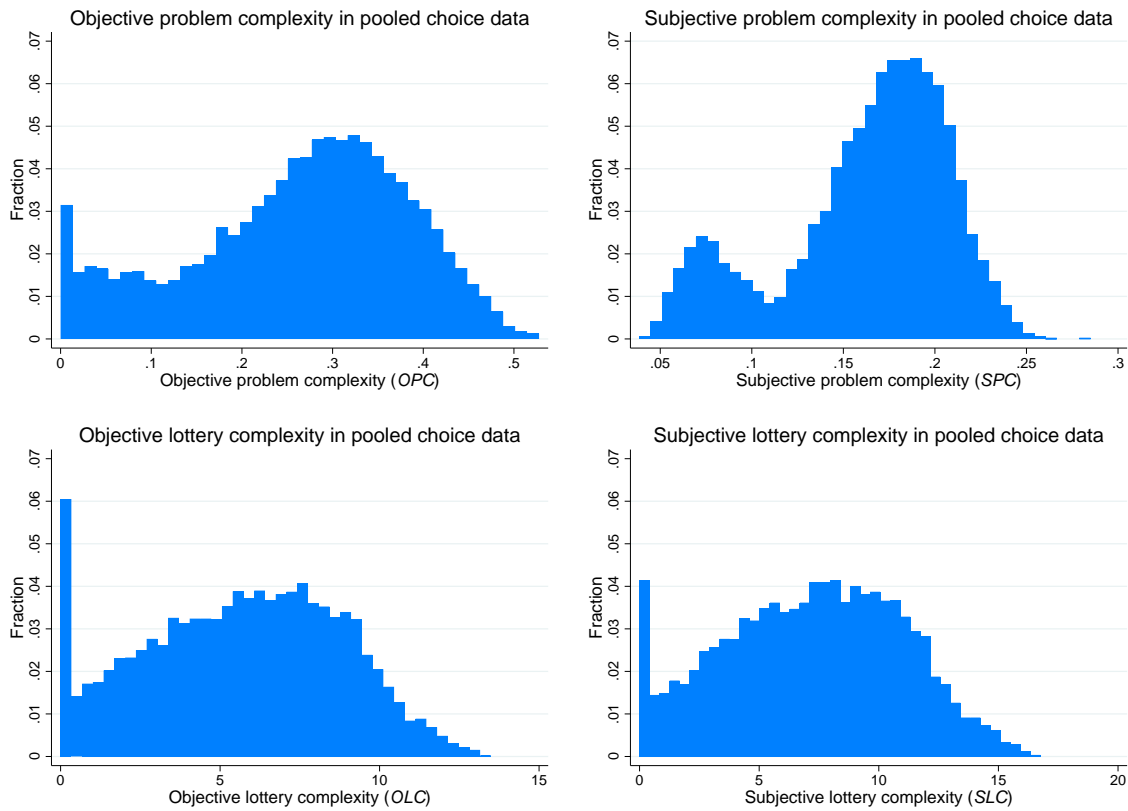 Objective problem complexity in pooled choice data
.07
.06
.05
.04
.03
.02
.01
0
Fraction
0 .1 .2 .3 .4 .5
Objective problem complexity (OPC)
Subjective problem complexity in pooled choice data
.07
.06
.05
.04
.03
.02
.01
0
Fraction
.05 .1 .15 .2 .25 .3
Subjective problem complexity (SPC)
Objective lottery complexity in pooled choice data
.07
.06
.05
.04
.03
.02
.01
0
Fraction
0 5 10 15
Objective lottery complexity (OLC)
Subjective lottery complexity in pooled choice data
.07
.06
.05
.04
.03
.02
.01
0
Fraction
0 5 10 15 20
Subjective lottery complexity (SLC)